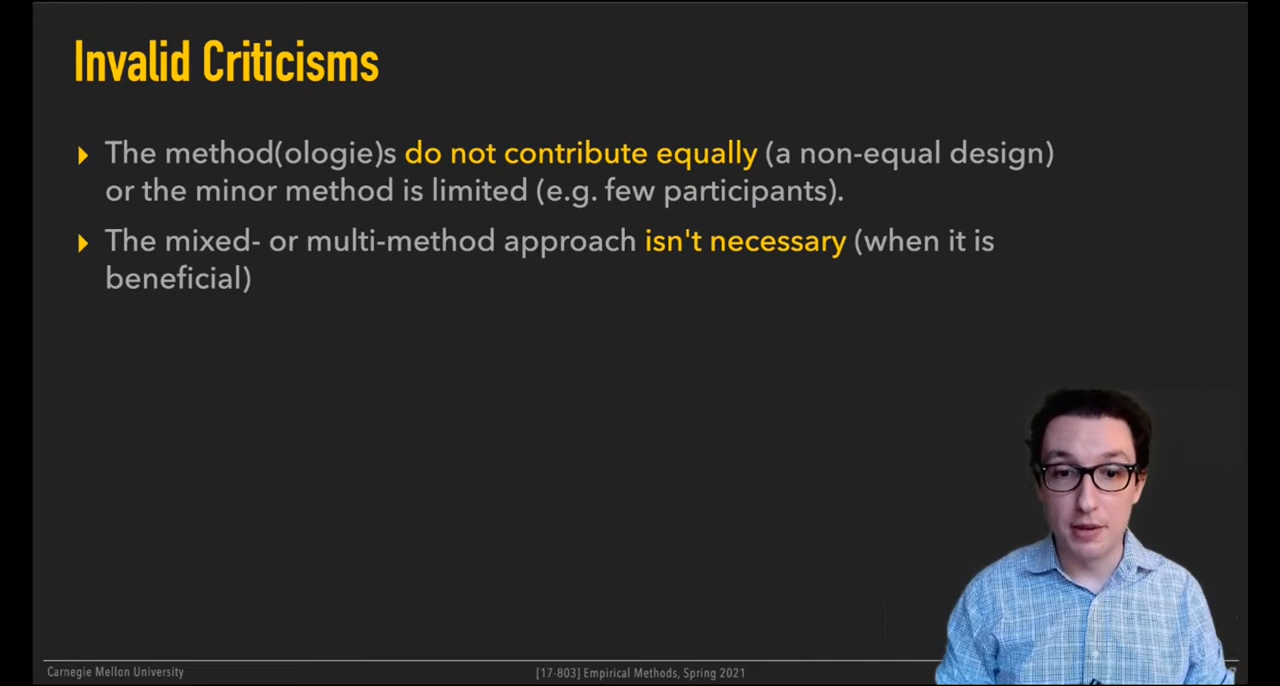 Invalid Criticisms
The method(ologie)s do not contribute equally (a non-equal design)
or the minor method is limited (e.g. few participants).
The mixed- or multi-method approach isn't necessary (when it is
beneficial)
Carnegie Mellon University
[17-803] Empirical Methods, Spring 2021